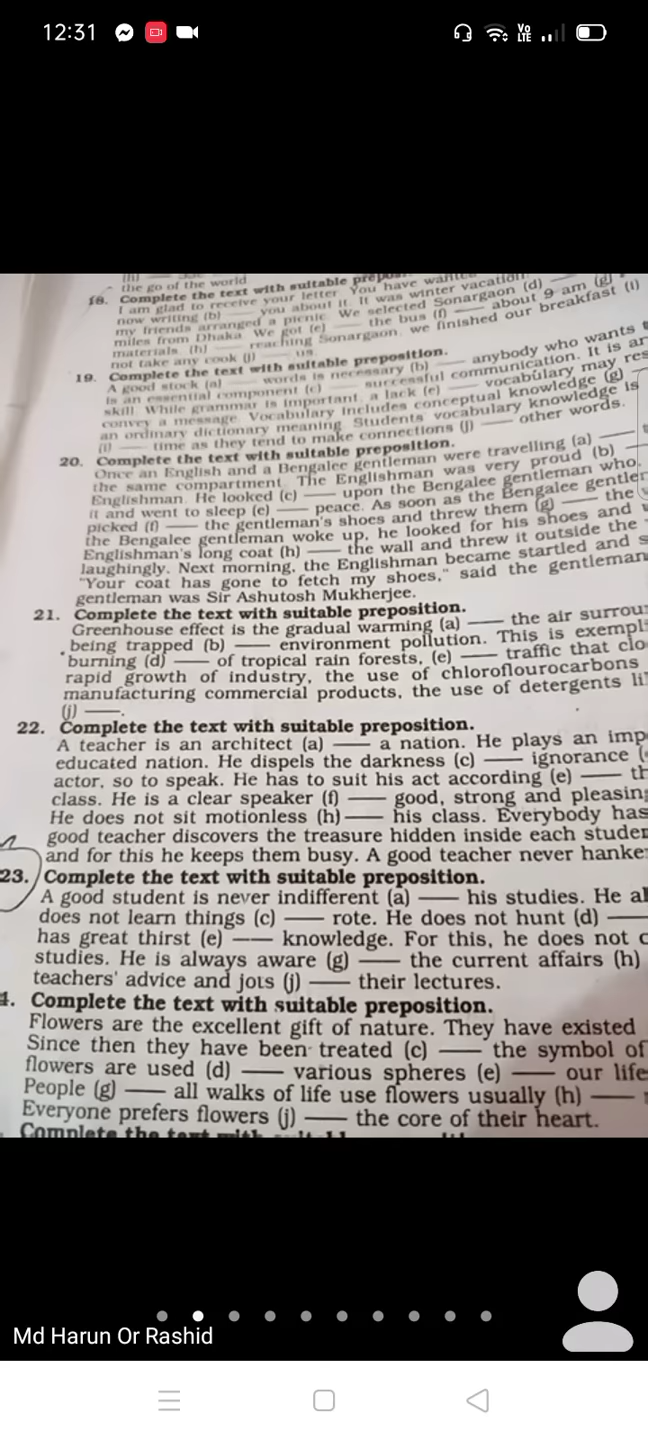 12:31
Vo
LTE
the go of the world
18. Complete the text with suitable
I am glad to receive your letter. You have
now writing (b) —— you about it. It was winter vacation
my friends arranged a picnic. We selected Sonargaon (d)
miles from Dhaka. We got (e) —— the bus (f) —— about 9 am (g)
materials. (h) —— reaching Sonargaon, we finished our breakfast (i)
not take any cook (j) —— us.
19. Complete the text with suitable preposition.
A good stock (a) —— words is necessary (b) —— anybody who wants
is an essential component (c) —— successful communication. It is
skill. While grammar is important, a lack (e) —— vocabulary may
convey a message. Vocabulary includes conceptual knowledge (g) ——
an ordinary dictionary meaning. Students' vocabulary knowledge is
(i) —— time as they tend to make connections (j) —— other words.
20. Complete the text with suitable preposition.
Once an English and a Bengalee gentleman were travelling (a) ——
the same compartment. The Englishman was very proud (b) ——
Englishman. He looked (c) —— upon the Bengalee gentleman who
it and went to sleep (e) —— peace. As soon as the Bengalee gentle
picked (f) —— the gentleman's shoes and threw them (g) —— the
the Bengalee gentleman woke up, he looked for his shoes and
Englishman's long coat (h) —— the wall and threw it outside the
laughingly. Next morning, the Englishman became startled and s
"Your coat has gone to fetch my shoes," said the gentleman
gentleman was Sir Ashutosh Mukherjee.
21. Complete the text with suitable preposition.
Greenhouse effect is the gradual warming (a) —— the air surrou
being trapped (b) —— environment pollution. This is exempl
burning (d) —— of tropical rain forests, (e) —— traffic that clo
rapid growth of industry, the use of chloroflourocarbons
manufacturing commercial products, the use of detergents li
(j) ——.
22. Complete the text with suitable preposition.
A teacher is an architect (a) —— a nation. He plays an imp
educated nation. He dispels the darkness (c) —— ignorance (
actor, so to speak. He has to suit his act according (e) —— th
class. He is a clear speaker (f) —— good, strong and pleasin
He does not sit motionless (h) —— his class. Everybody has
good teacher discovers the treasure hidden inside each studen
and for this he keeps them busy. A good teacher never hanke
23. Complete the text with suitable preposition.
A good student is never indifferent (a) —— his studies. He al
does not learn things (c) —— rote. He does not hunt (d) ——
has great thirst (e) —— knowledge. For this, he does not c
studies. He is always aware (g) —— the current affairs (h)
teachers' advice and jots (j) —— their lectures.
4. Complete the text with suitable preposition.
Flowers are the excellent gift of nature. They have existed
Since then they have been treated (c) —— the symbol of
flowers are used (d) —— various spheres (e) —— our life
People (g) —— all walks of life use flowers usually (h) ——
Everyone prefers flowers (j) —— the core of their heart.
Complete the text with
Md Harun Or Rashid